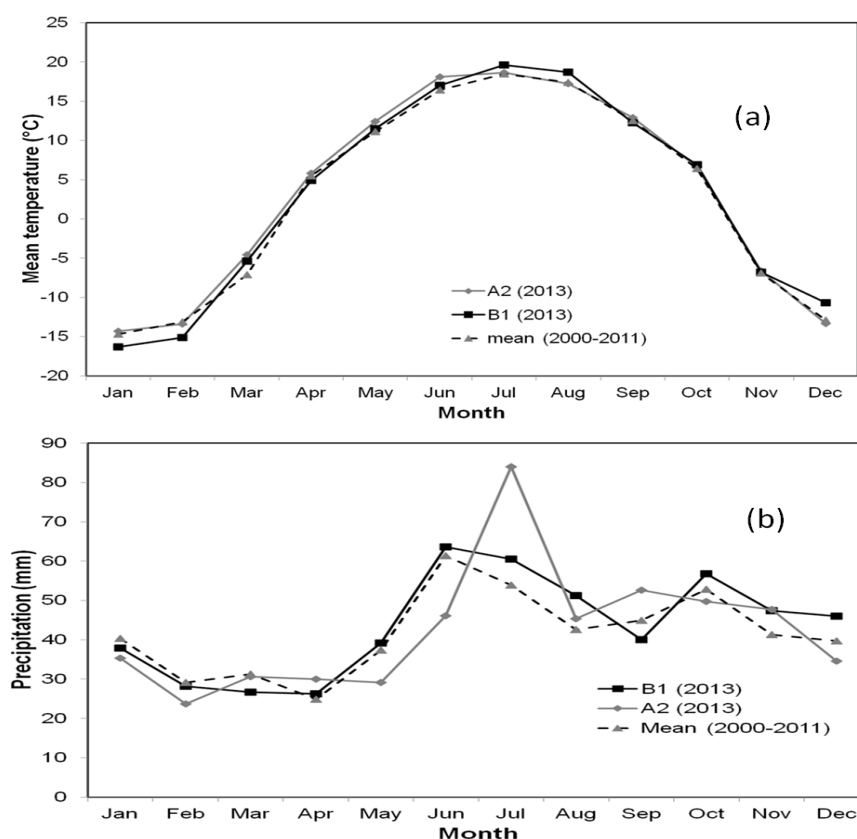 25
20
15
10
5
0
-5
-10
-15
-20
Mean temperature (°C)
(a)
A2 (2013)
B1 (2013)
mean (2000-2011)
Jan Feb Mar Apr May Jun Jul Aug Sep Oct Nov Dec
Month
90
80
70
60
50
40
30
20
10
0
Precipitation (mm)
(b)
B1 (2013)
A2 (2013)
Mean (2000-2011)
Jan Feb Mar Apr May Jun Jul Aug Sep Oct Nov Dec
Month